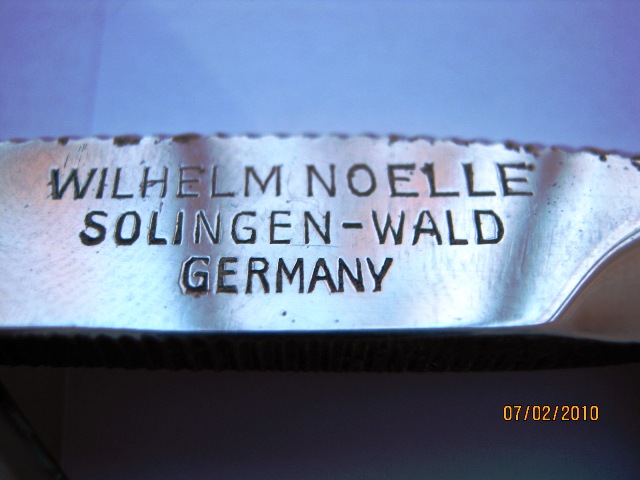 WILHELM NOELLE
SOLINGEN-WALD
GERMANY
07/02/2010